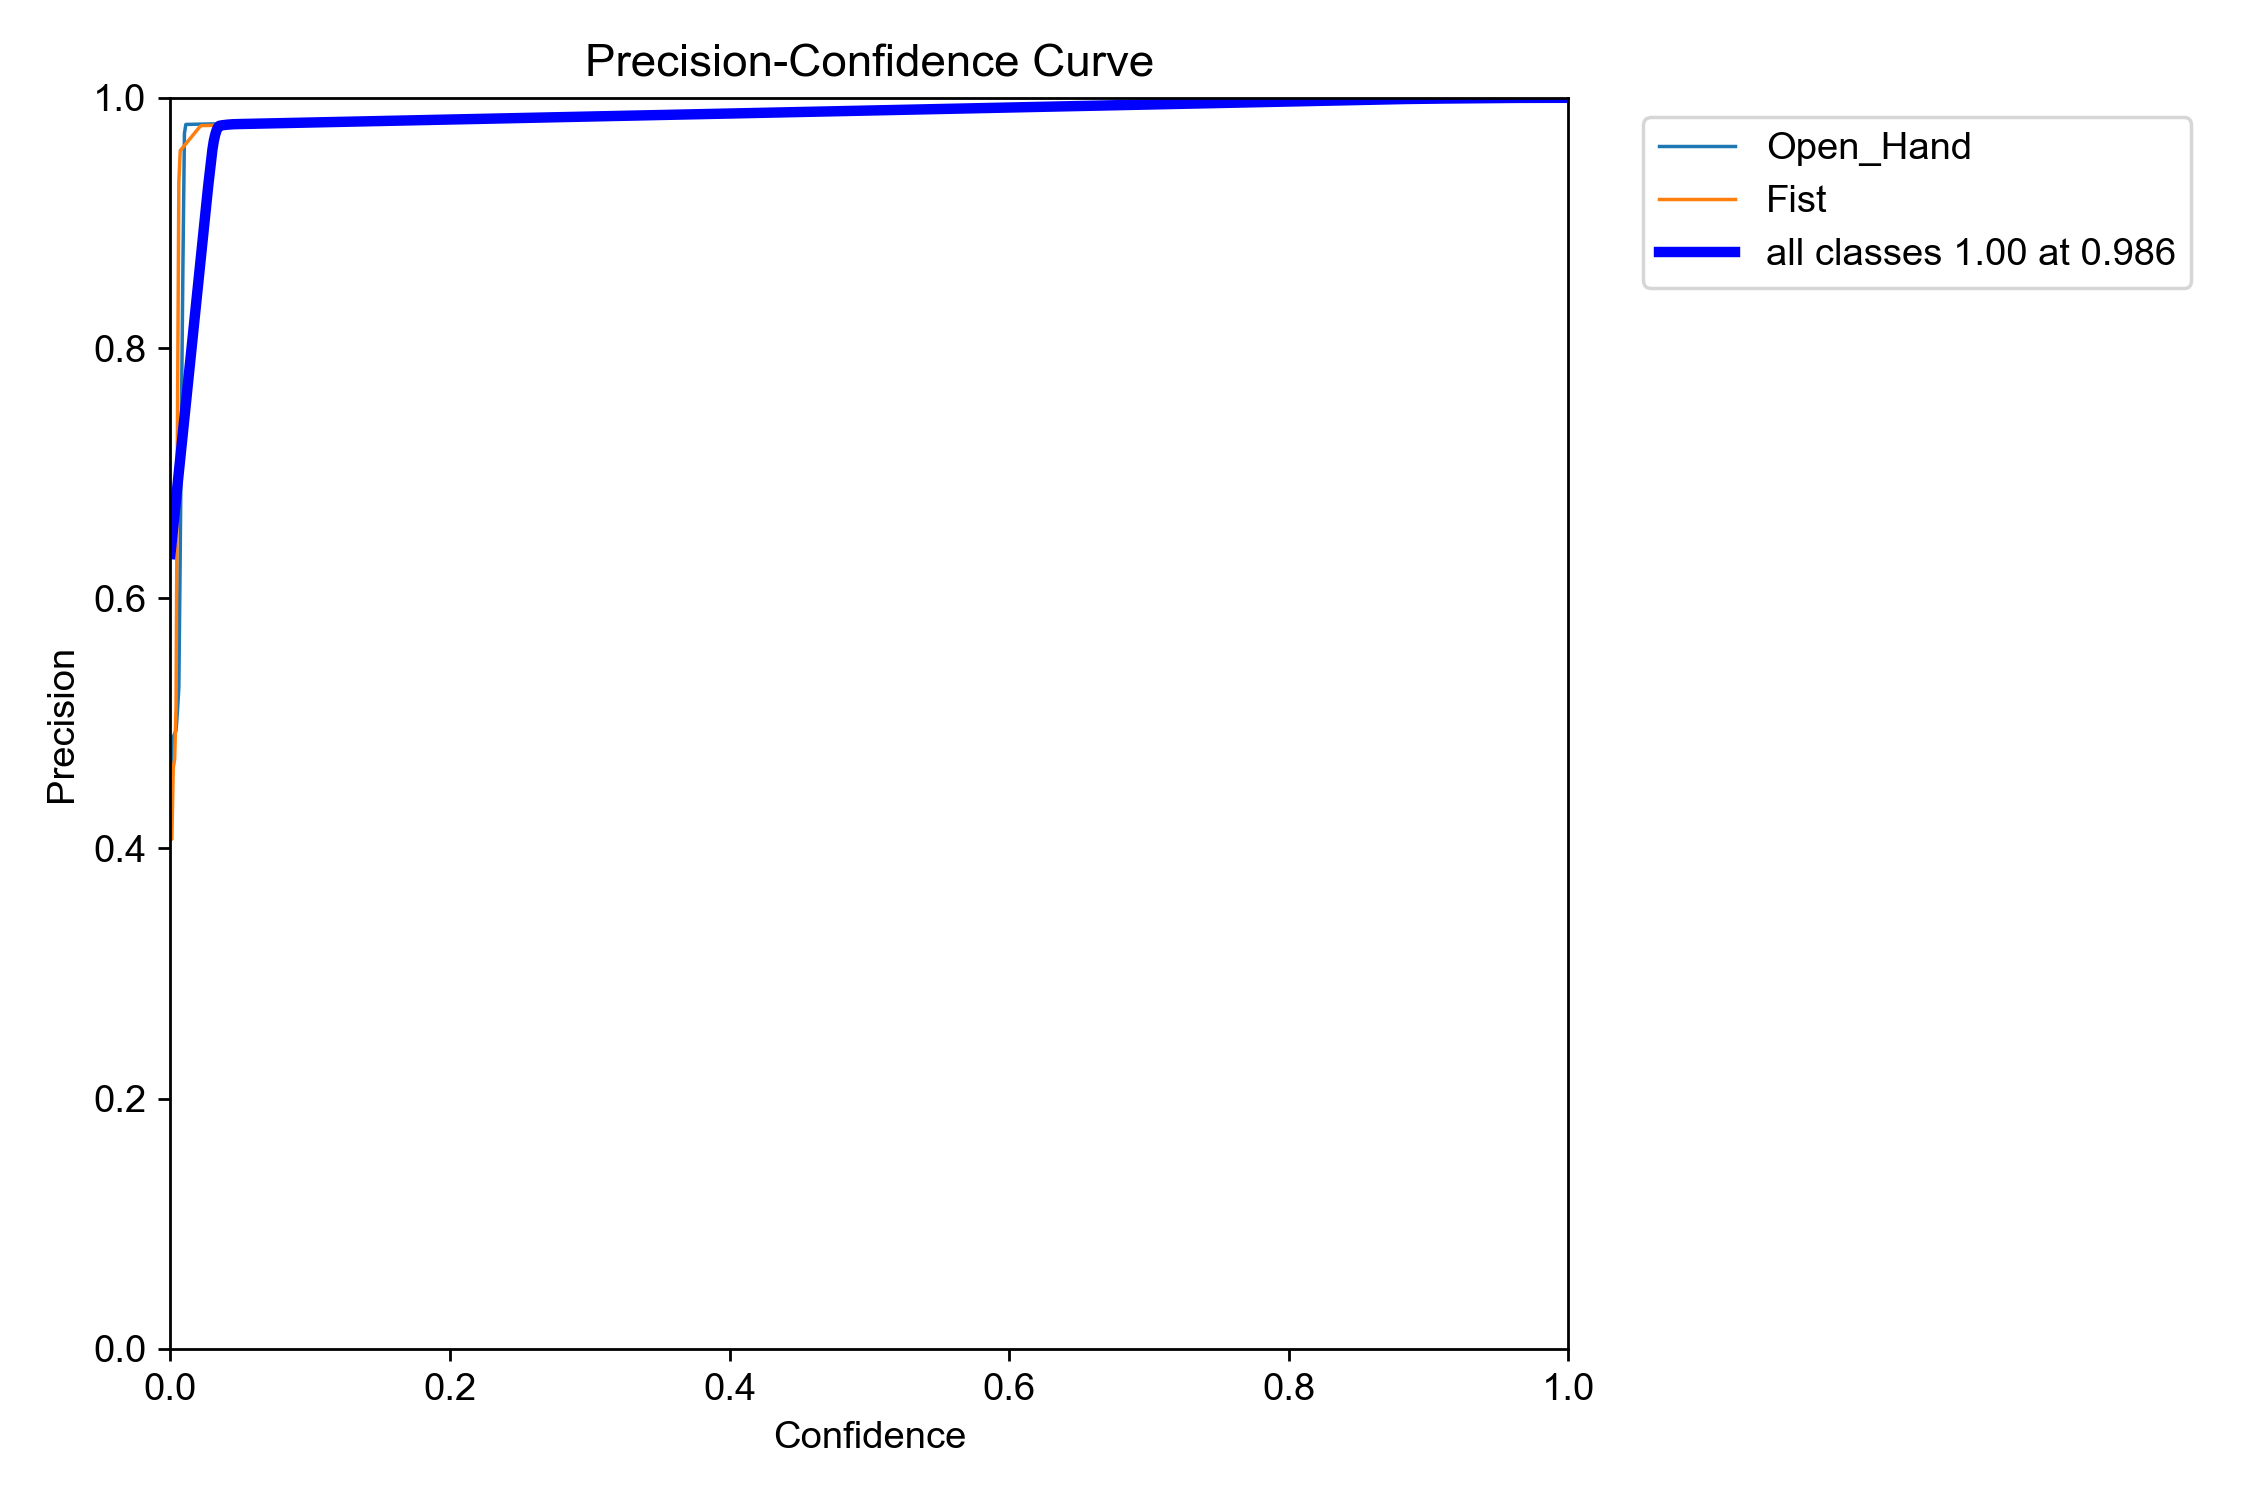 Precision-Confidence Curve
1.0
0.8
0.6
0.4
0.2
0.0
Precision
0.0 0.2 0.4 0.6 0.8 1.0
Confidence
Open_Hand
Fist
all classes 1.00 at 0.986